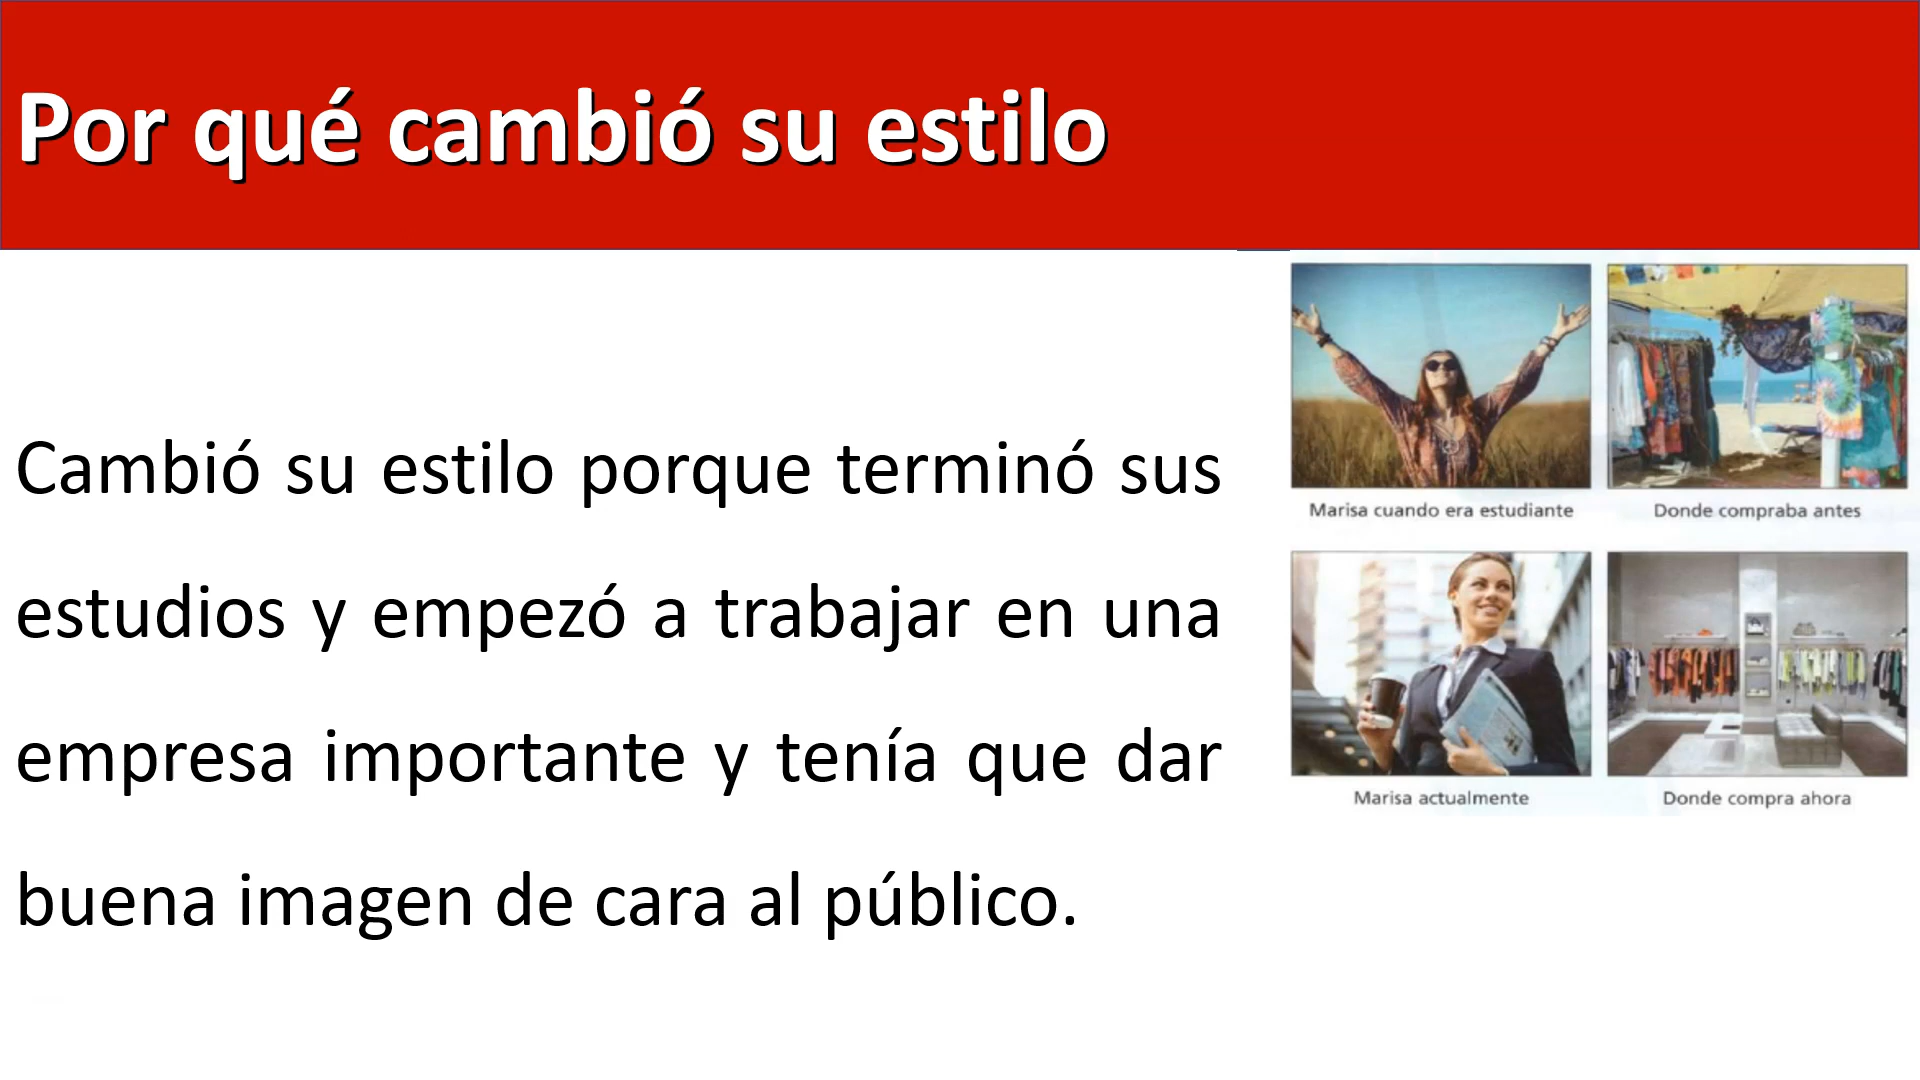 Por qué cambió su estilo
Cambió su estilo porque terminó sus
estudios y empezó a trabajar en una
empresa importante y tenía que dar
buena imagen de cara al público.
Marisa cuando era estudiante
Donde compraba antes
Marisa actualmente
Donde compra ahora